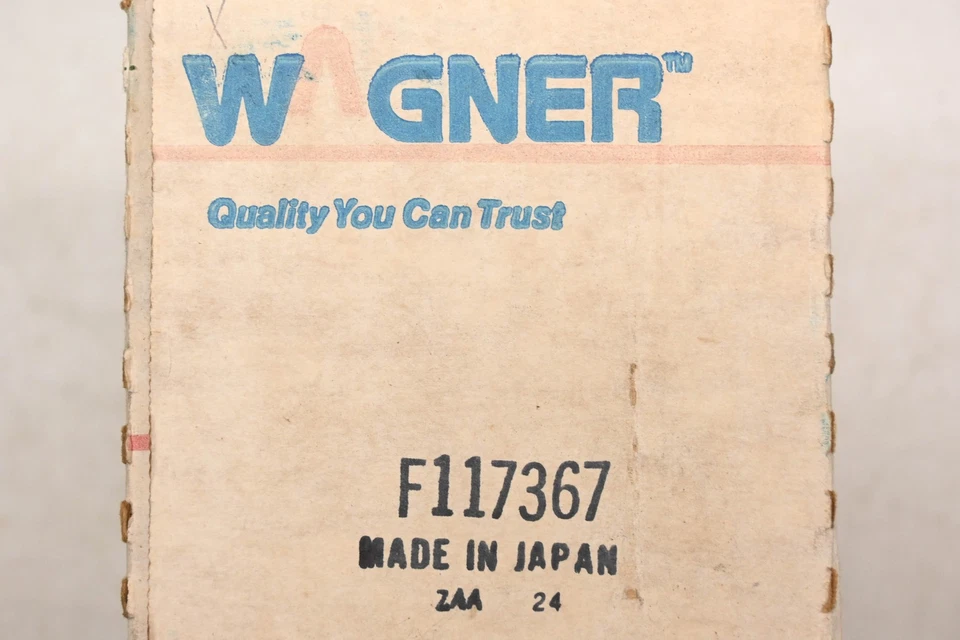 WAGNER™
Quality You Can Trust
F117367
MADE IN JAPAN
ZAA 24